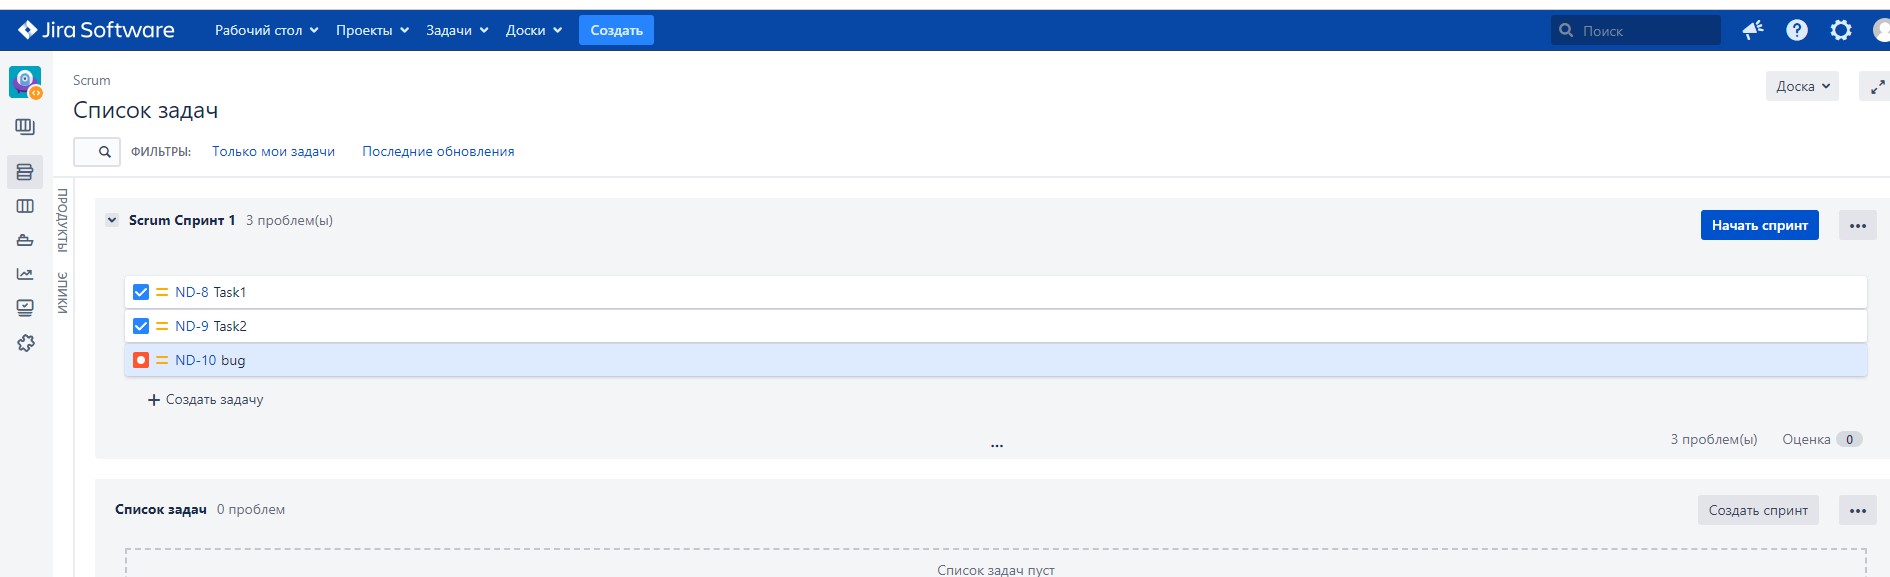 Jira Software Рабочий стол Проекты Задачи Доски Создать Поиск
Scrum
Список задач
Доска
ФИЛЬТРЫ: Только мои задачи Последние обновления
ПРОДУКТЫ
ЭПИКИ
Scrum Спринт 1 3 проблем(ы)
Начать спринт
ND-8 Task1
ND-9 Task2
ND-10 bug
+ Создать задачу
...
3 проблем(ы) Оценка 0
Список задач 0 проблем
Создать спринт
Список задач пуст